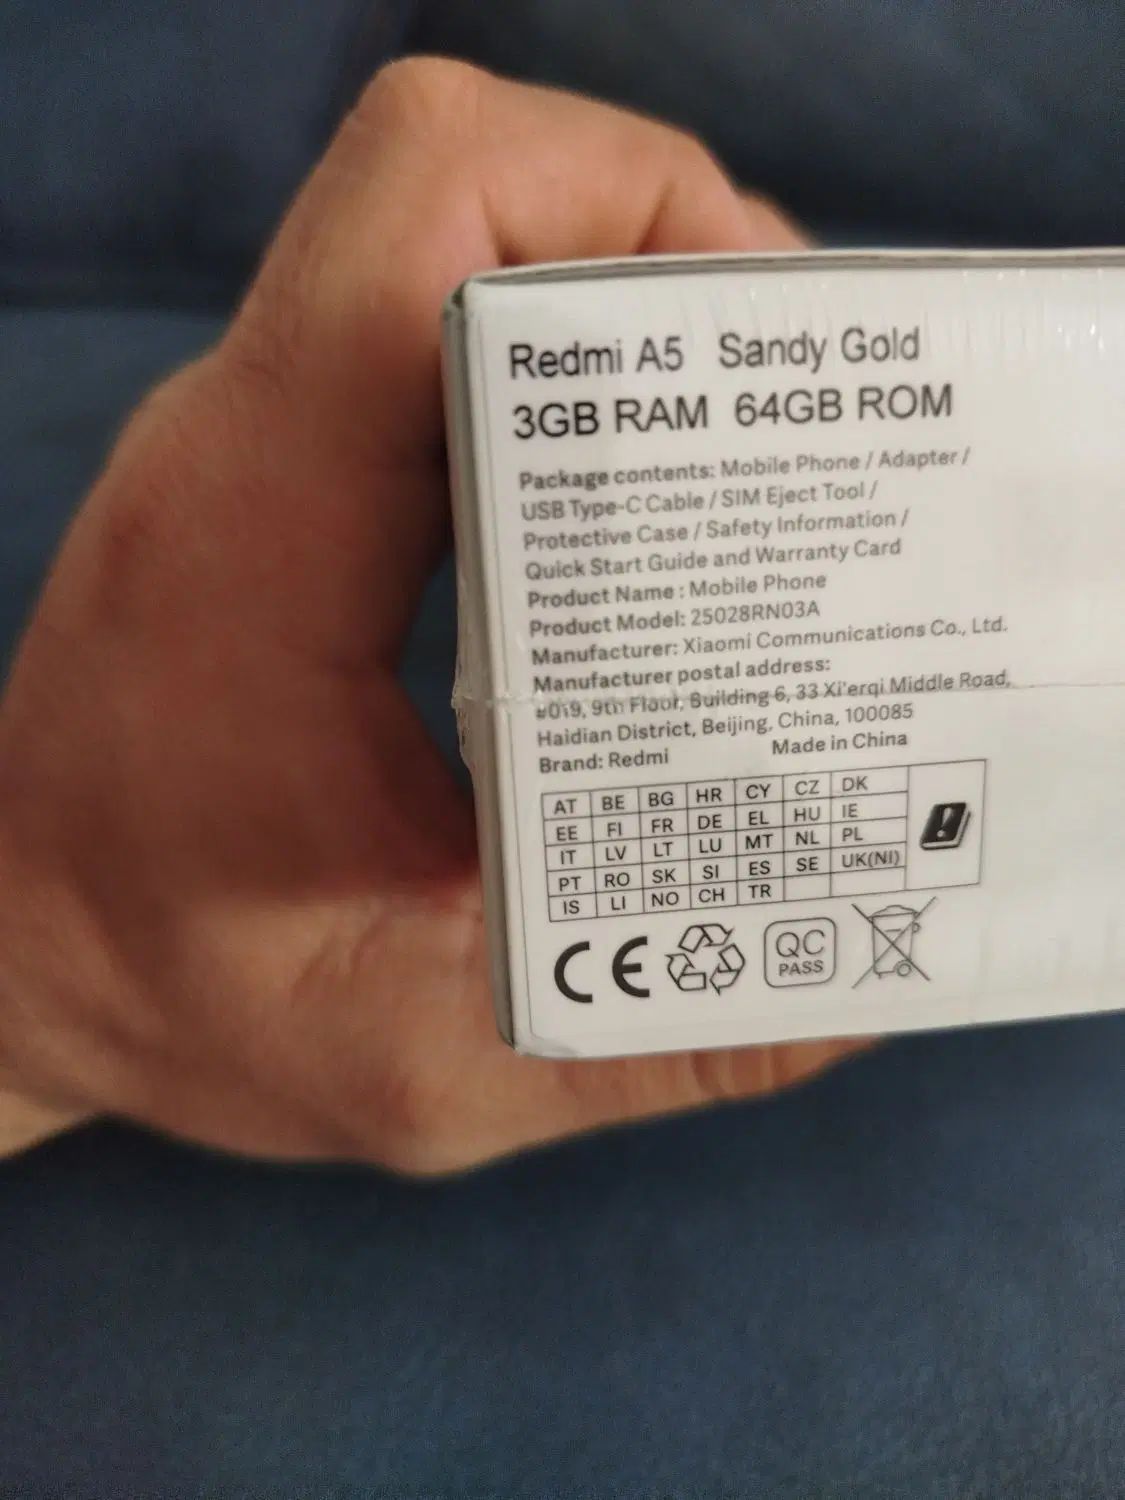 Redmi A5 Sandy Gold
3GB RAM 64GB ROM
Package contents: Mobile Phone / Adapter /
USB Type-C Cable / SIM Eject Tool /
Protective Case / Safety Information /
Quick Start Guide and Warranty Card
Product Name : Mobile Phone
Product Model: 25028RN03A
Manufacturer: Xiaomi Communications Co., Ltd.
Manufacturer postal address:
#019, 9th Floor, Building 6, 33 Xi'erqi Middle Road,
Haidian District, Beijing, China, 100085
Brand: Redmi Made in China
AT BE BG HR CY CZ DK
EE FI FR DE EL HU IE
IT LV LT LU MT NL PL
PT RO SK SI ES SE UK(NI)
IS LI NO CH TR
CE
QC
PASS